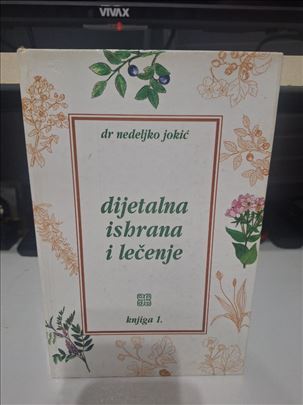 VIVAX
dr nedeljko jokić
dijetalna
ishrana
i lečenje
knjiga 1.